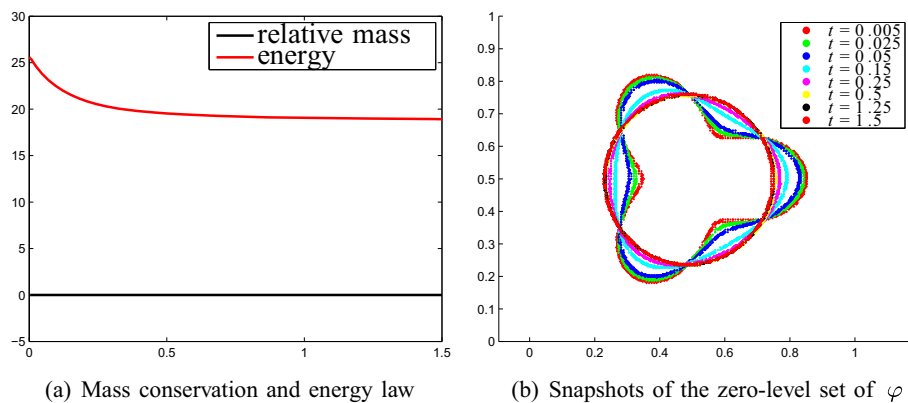 30
25
20
15
10
5
0
−5
0 0.5 1 1.5
relative mass
energy
(a) Mass conservation and energy law
1
0.9
0.8
0.7
0.6
0.5
0.4
0.3
0.2
0.1
0
0 0.2 0.4 0.6 0.8 1
t = 0.005
t = 0.025
t = 0.05
t = 0.15
t = 0.25
t = 0.5
t = 1.25
t = 1.5
(b) Snapshots of the zero-level set of φ